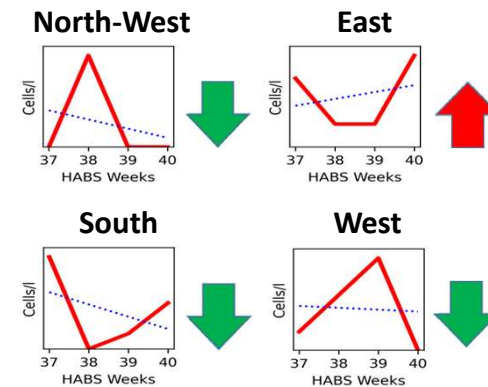 North-West
Cells/l
37 38 39 40
HABS Weeks
East
Cells/l
37 38 39 40
HABS Weeks
South
Cells/l
37 38 39 40
HABS Weeks
West
Cells/l
37 38 39 40
HABS Weeks